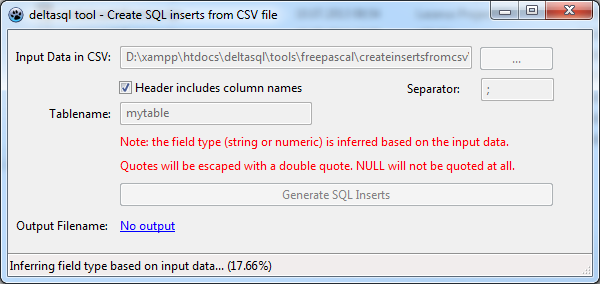 deltasql tool - Create SQL inserts from CSV file
Input Data in CSV: D:\xampp\htdocs\deltasql\tools\freepascal\createinsertsfromcsv\ ...
Header includes column names Separator: ;
Tablename: mytable
Note: the field type (string or numeric) is inferred based on the input data.
Quotes will be escaped with a double quote. NULL will not be quoted at all.
Generate SQL Inserts
Output Filename: No output
Inferring field type based on input data... (17.66%)